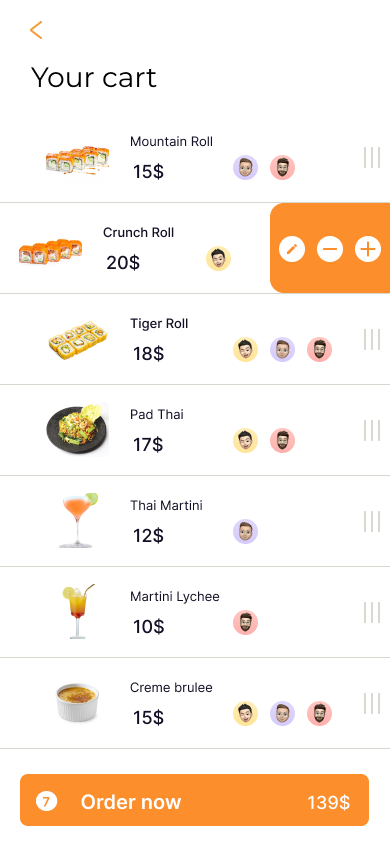 Your cart
Mountain Roll
15$
Crunch Roll
20$
Tiger Roll
18$
Pad Thai
17$
Thai Martini
12$
Martini Lychee
10$
Creme brulee
15$
7 Order now 139$